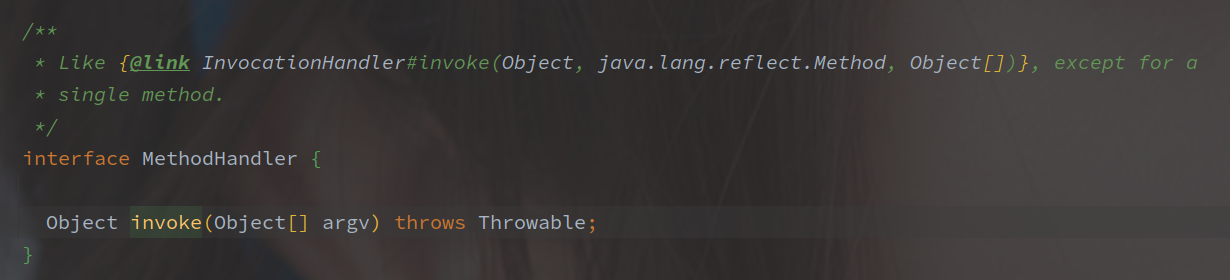 /**
* Like {@link InvocationHandler#invoke(Object, java.lang.reflect.Method, Object[])}, except for a
* single method.
*/
interface MethodHandler {
Object invoke(Object[] argv) throws Throwable;
}